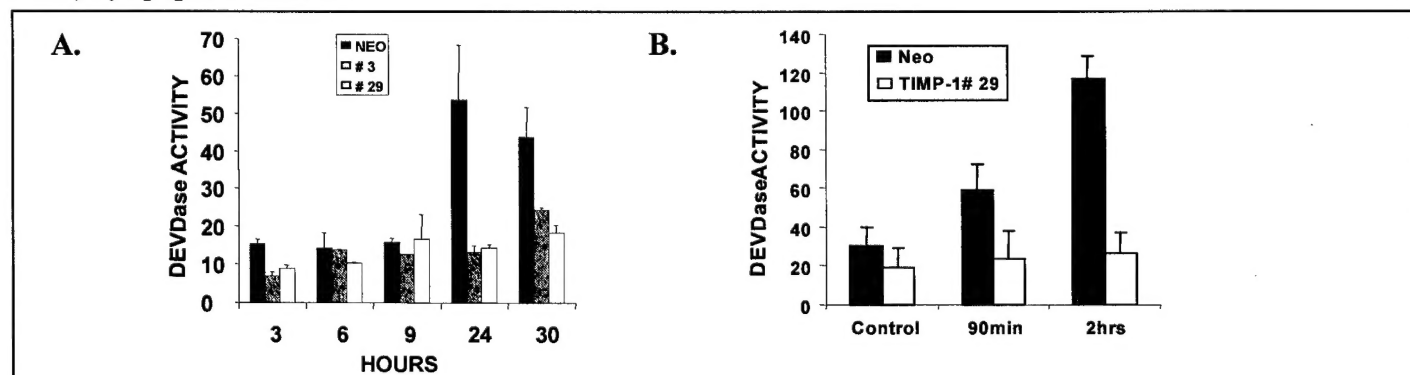 A.
DEVDase ACTIVITY
70
60
50
40
30
20
10
0
NEO
# 3
# 29
3 6 9 24 30
HOURS
B.
DEVDaseACTIVITY
140
120
100
80
60
40
20
0
Neo
TIMP-1# 29
Control 90min 2hrs